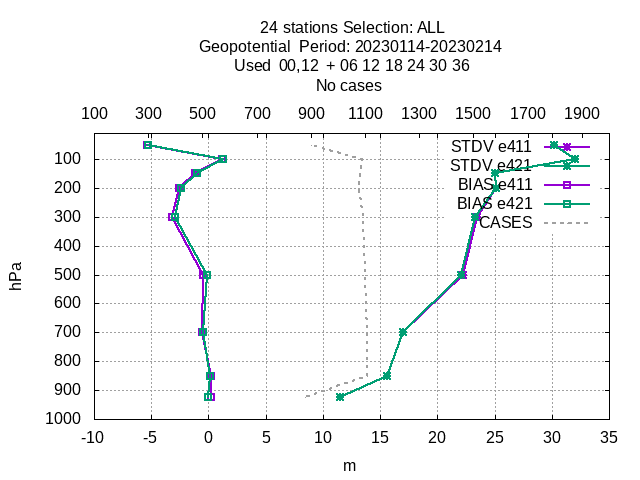 24 stations Selection: ALL
Geopotential  Period: 20230114-20230214
Used  00,12  + 06 12 18 24 30 36
No cases
100 300 500 700 900 1100 1300 1500 1700 1900
STDV e411
STDV e421
BIAS e411
BIAS e421
CASES
100
200
300
400
500
600
700
800
900
1000
hPa
-10 -5 0 5 10 15 20 25 30 35
m